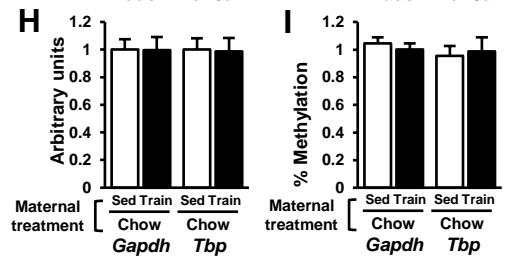 H
Arbitrary units
1.2
1
0.8
0.6
0.4
0.2
0
Maternal treatment
Sed Train Sed Train
Chow Chow
Gapdh Tbp
I
% Methylation
1.2
1
0.8
0.6
0.4
0.2
0
Maternal treatment
Sed Train Sed Train
Chow Chow
Gapdh Tbp